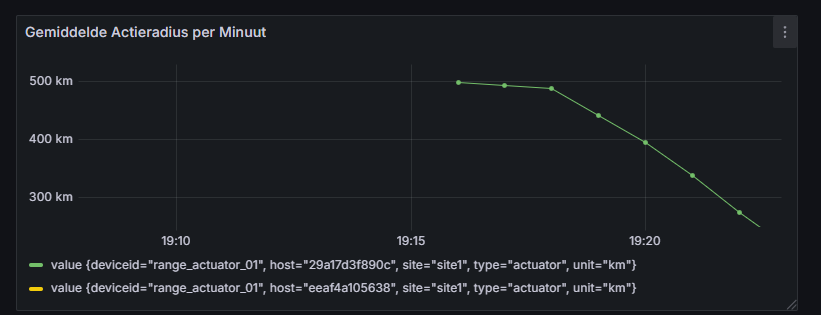 Gemiddelde Actieradius per Minuut
500 km
400 km
300 km
19:10 19:15 19:20
value {deviceid="range_actuator_01", host="29a17d3f890c", site="site1", type="actuator", unit="km"}
value {deviceid="range_actuator_01", host="eeaf4a105638", site="site1", type="actuator", unit="km"}